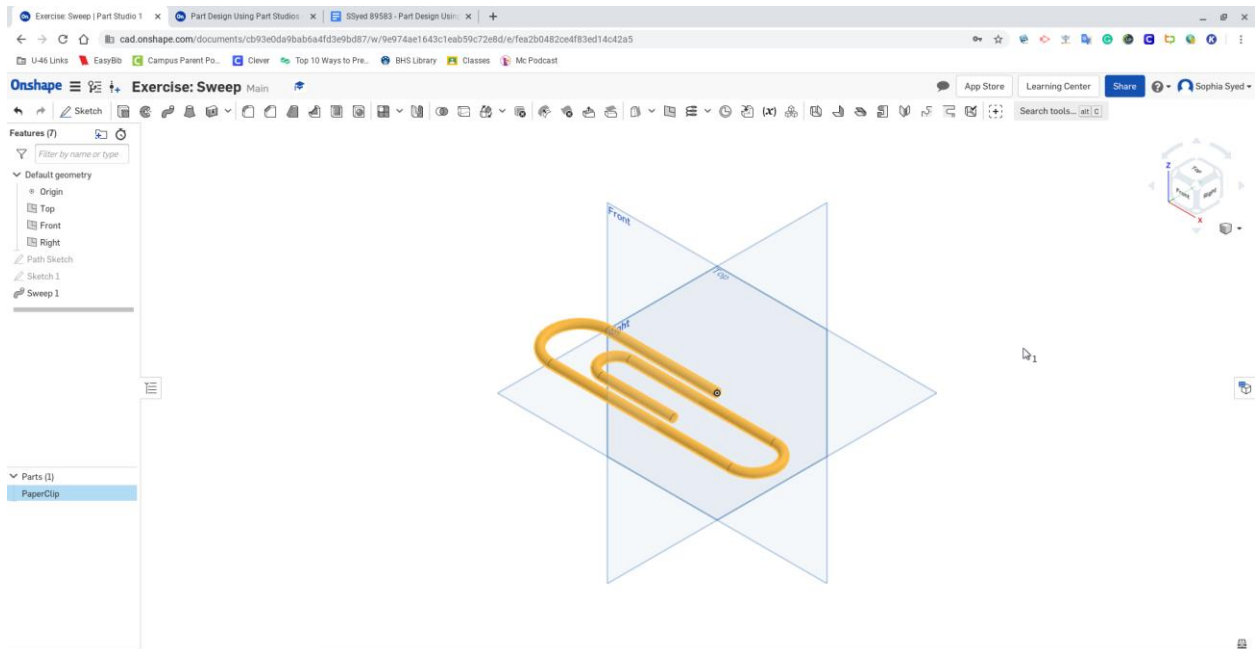 Exercise: Sweep | Part Studio 1
Part Design Using Part Studios
SSyed 89583 - Part Design Using
cad.onshape.com/documents/cb93e0da9bab6a4fd3e9bd87/w/9e974ae1643c1eab59c72e8d/e/fea2b0482ce4f83ed14c42a5
U-46 Links EasyBib Campus Parent Po... Clever Top 10 Ways to Pre... BHS Library Classes Mc Podcast
Onshape Exercise: Sweep Main App Store Learning Center Share Sophia Syed
Sketch Search tools... alt C
Features (7)
Filter by name or type
Default geometry
Origin
Top
Front
Right
Path Sketch
Sketch 1
Sweep 1
Parts (1)
PaperClip
Front
Top
Right
Z
Top
Front
Right
X
1